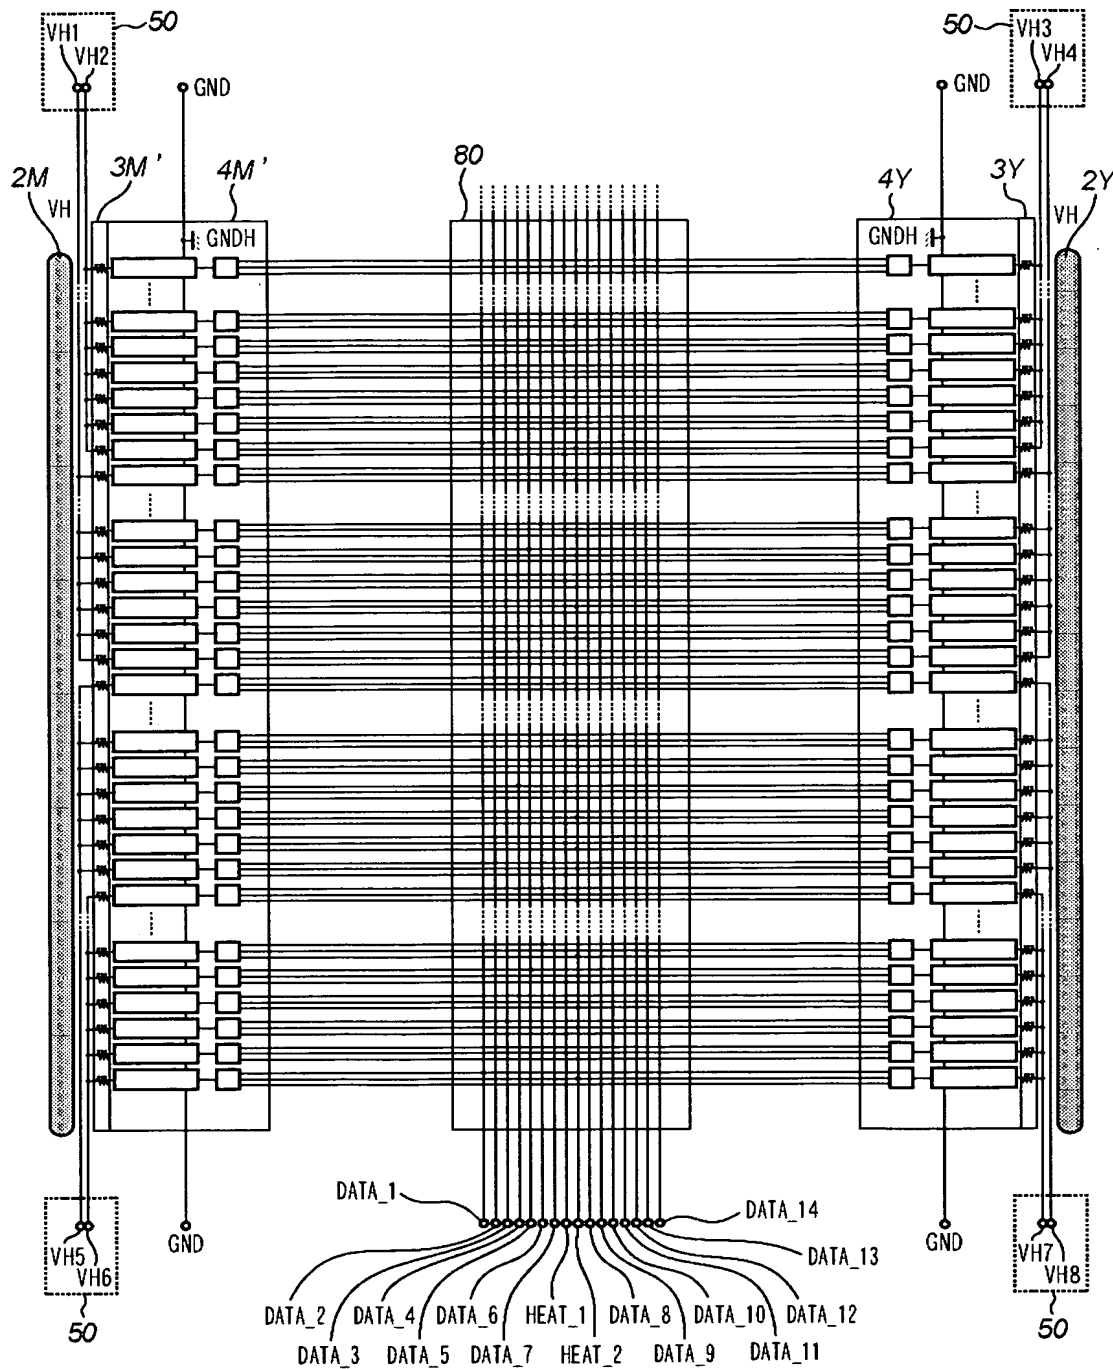 50
VH1
VH2
50
VH3
VH4
GND
GND
2M
VH
3M'
4M'
80
4Y
3Y
VH
2Y
GNDH
GNDH
DATA_1
DATA_14
GND
GND
DATA_13
VH5
VH6
VH7
VH8
50
50
DATA_2
DATA_4
DATA_6
HEAT_1
DATA_8
DATA_10
DATA_12
DATA_3
DATA_5
DATA_7
HEAT_2
DATA_9
DATA_11